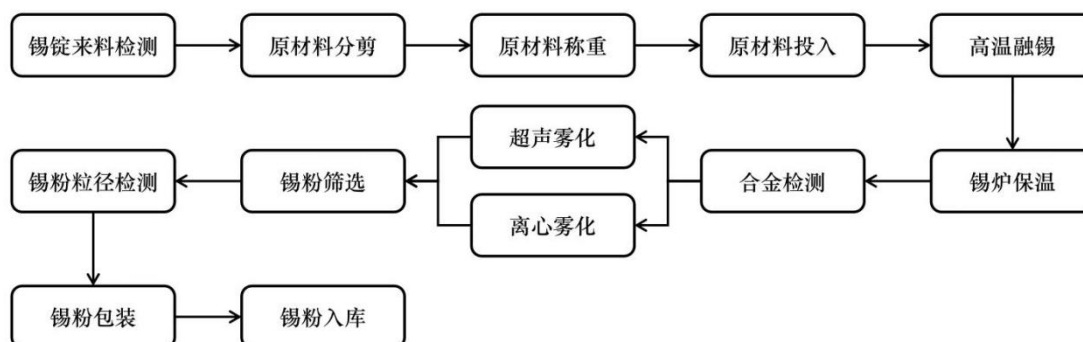 锡锭来料检测
原材料分剪
原材料称重
原材料投入
高温融锡
锡炉保温
合金检测
超声雾化
离心雾化
锡粉筛选
锡粉粒径检测
锡粉包装
锡粉入库